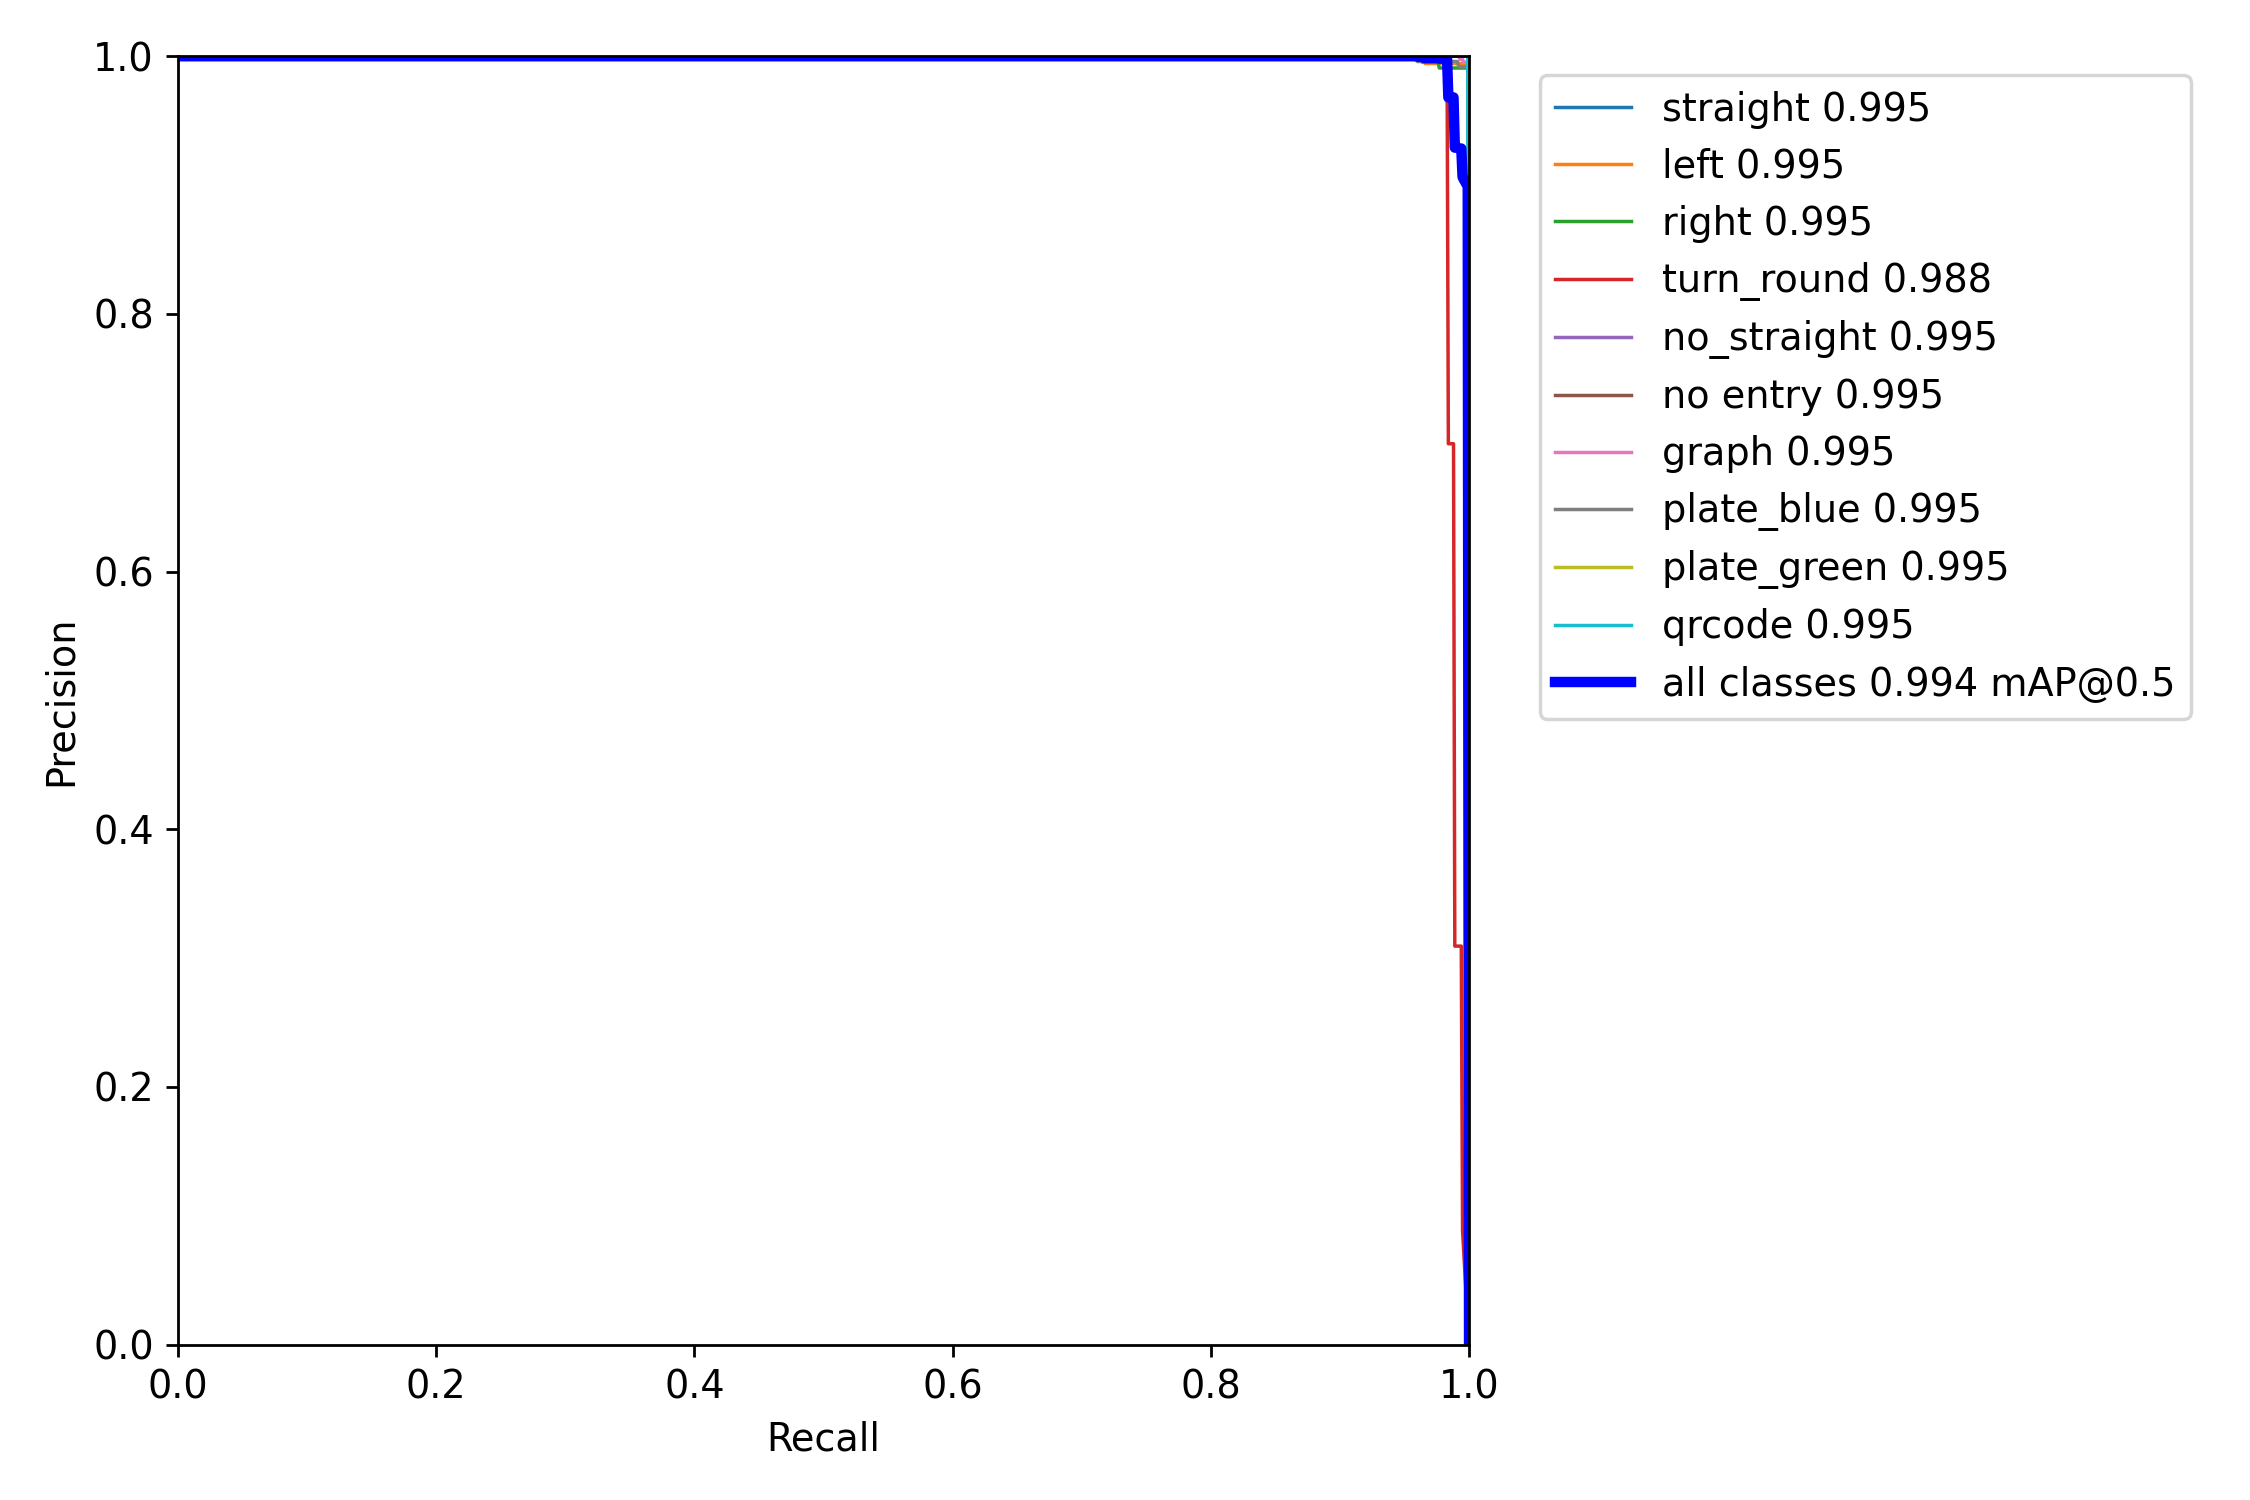 1.0
0.8
0.6
0.4
0.2
0.0
Precision
0.0 0.2 0.4 0.6 0.8 1.0
Recall
straight 0.995
left 0.995
right 0.995
turn_round 0.988
no_straight 0.995
no entry 0.995
graph 0.995
plate_blue 0.995
plate_green 0.995
qrcode 0.995
all classes 0.994 mAP@0.5